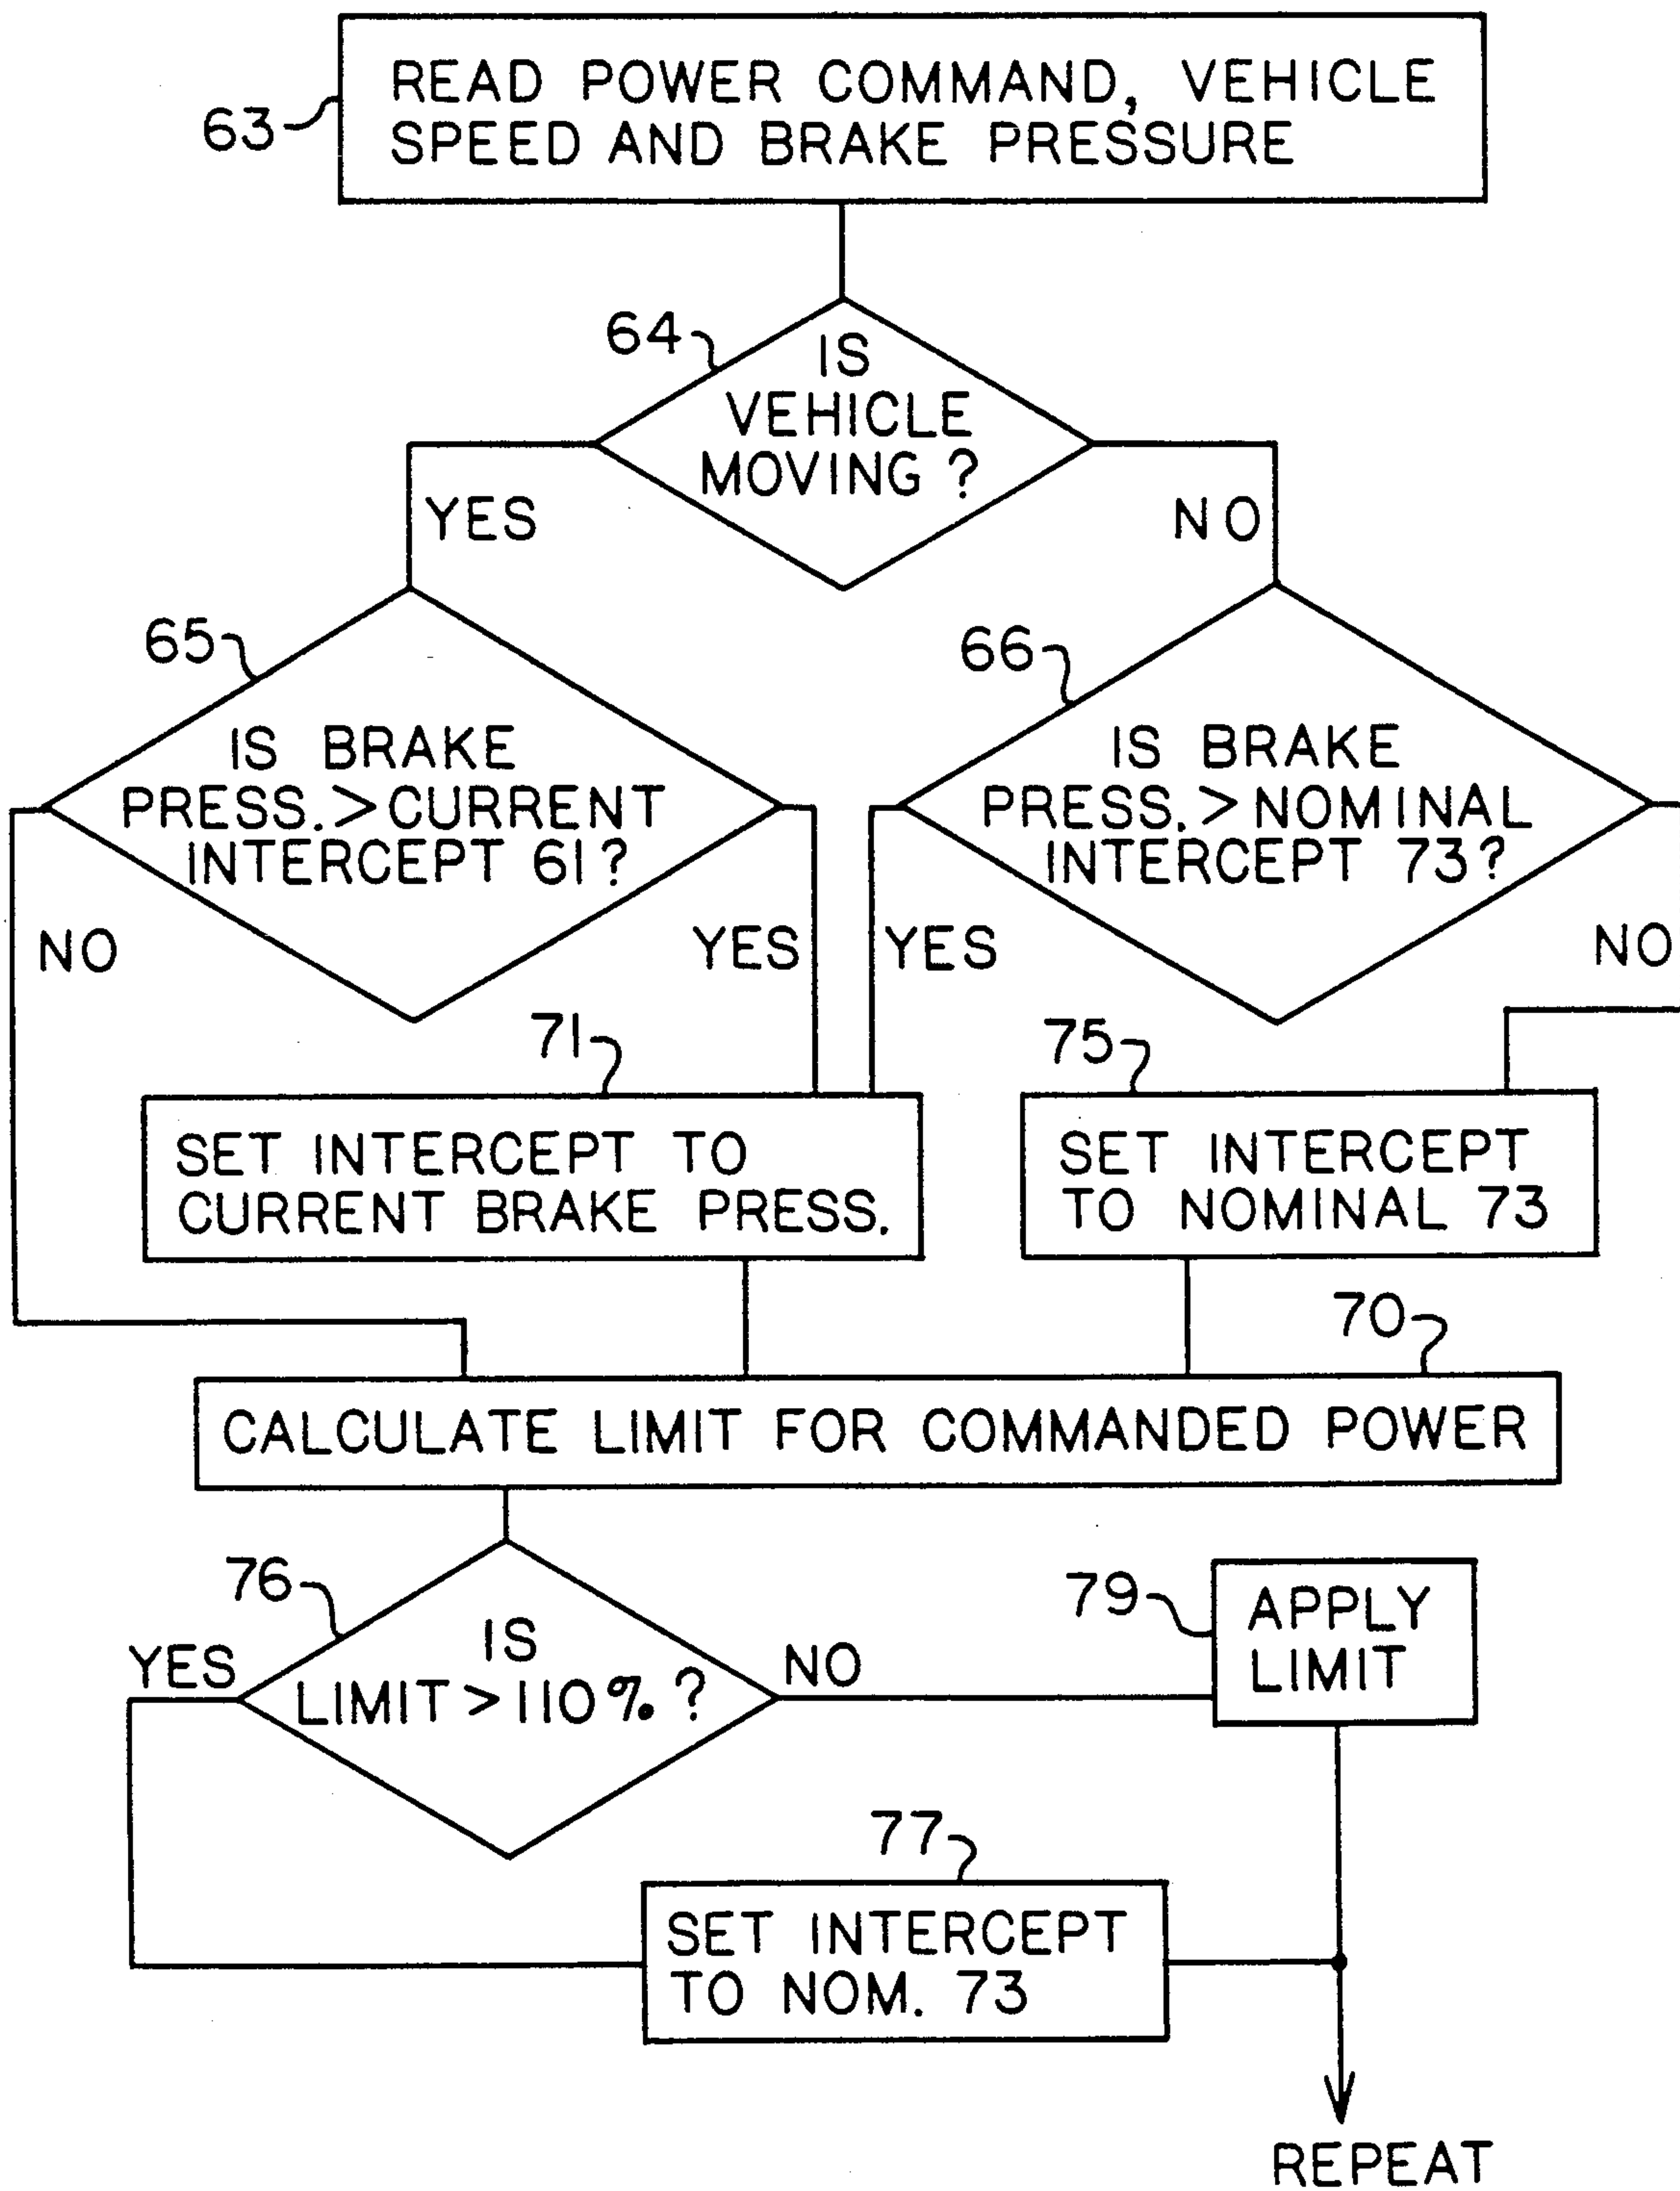 READ POWER COMMAND, VEHICLE
SPEED AND BRAKE PRESSURE
63
64
IS
VEHICLE
MOVING ?
YES
NO
65
66
IS BRAKE
PRESS. > CURRENT
INTERCEPT 61 ?
IS BRAKE
PRESS. > NOMINAL
INTERCEPT 73 ?
NO
YES
YES
NO
71
75
SET INTERCEPT TO
CURRENT BRAKE PRESS.
SET INTERCEPT
TO NOMINAL 73
70
CALCULATE LIMIT FOR COMMANDED POWER
76
IS
LIMIT > 110 % ?
YES
NO
79
APPLY
LIMIT
77
SET INTERCEPT
TO NOM. 73
REPEAT